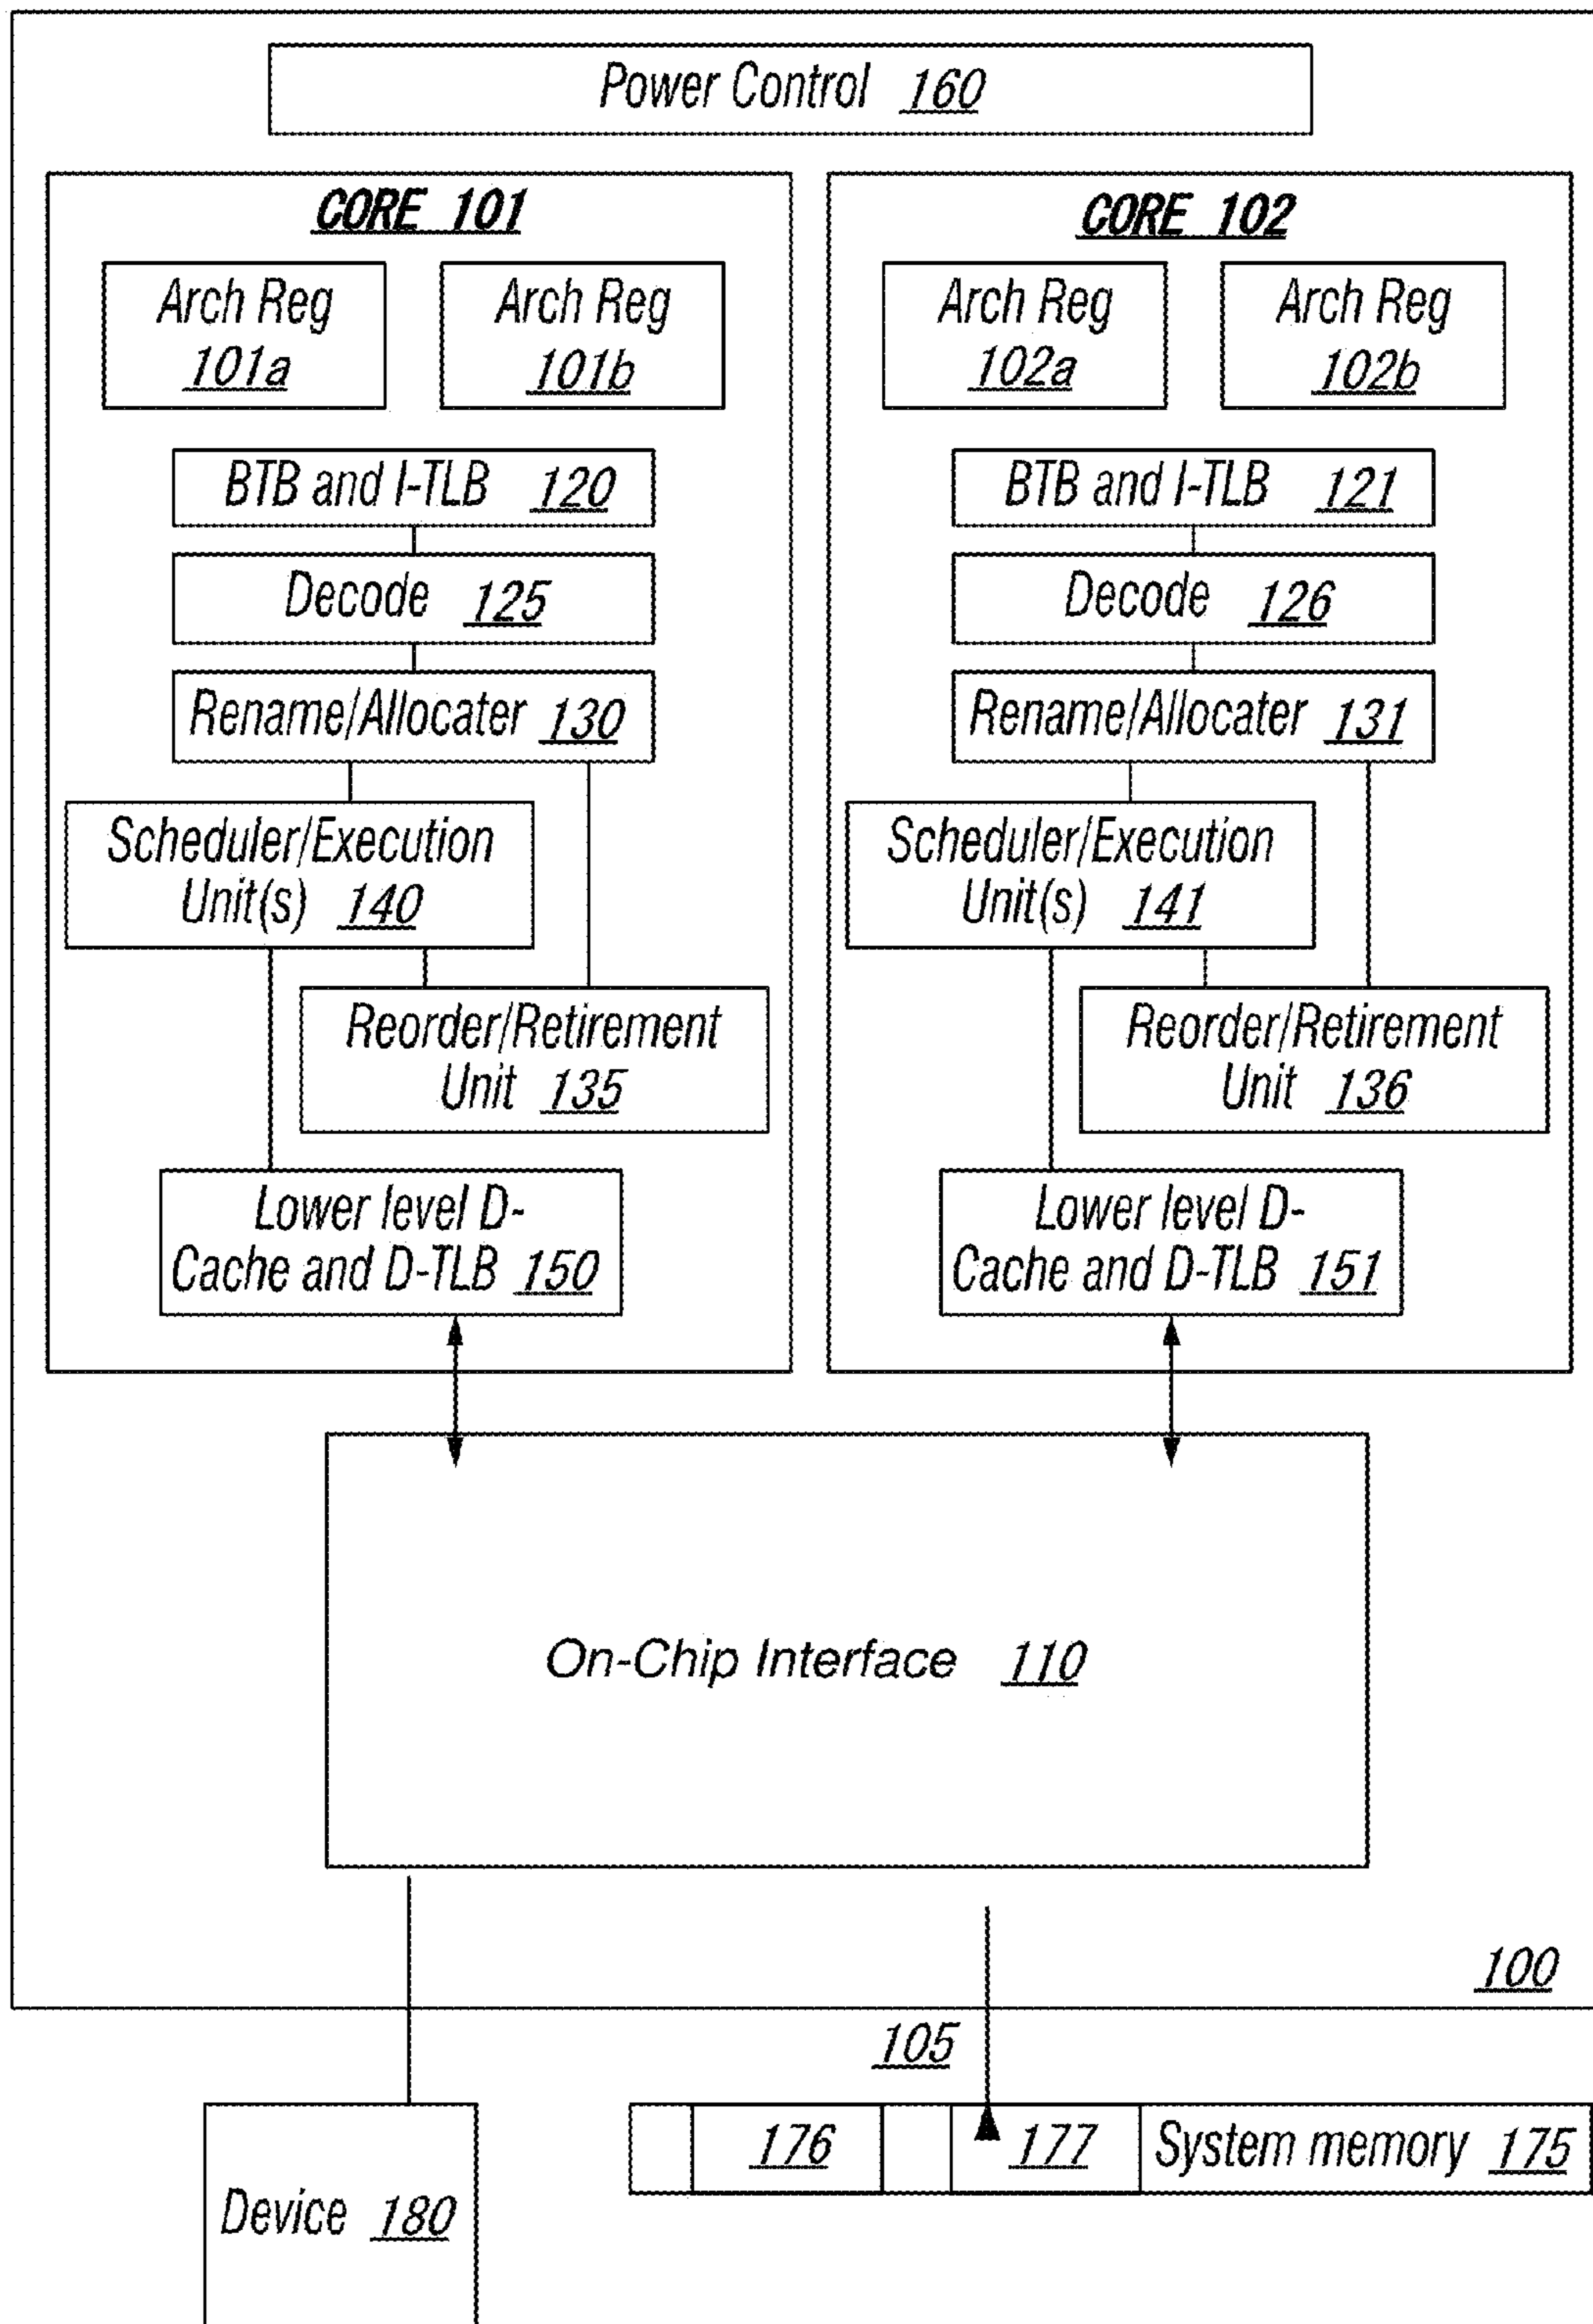 Power Control 160
CORE 101
Arch Reg
101a
Arch Reg
101b
BTB and I-TLB 120
Decode 125
Rename/Allocater 130
Scheduler/Execution
Unit(s) 140
Reorder/Retirement
Unit 135
Lower level D-
Cache and D-TLB 150
CORE 102
Arch Reg
102a
Arch Reg
102b
BTB and I-TLB 121
Decode 126
Rename/Allocater 131
Scheduler/Execution
Unit(s) 141
Reorder/Retirement
Unit 136
Lower level D-
Cache and D-TLB 151
On-Chip Interface 110
100
105
176
177
System memory 175
Device 180